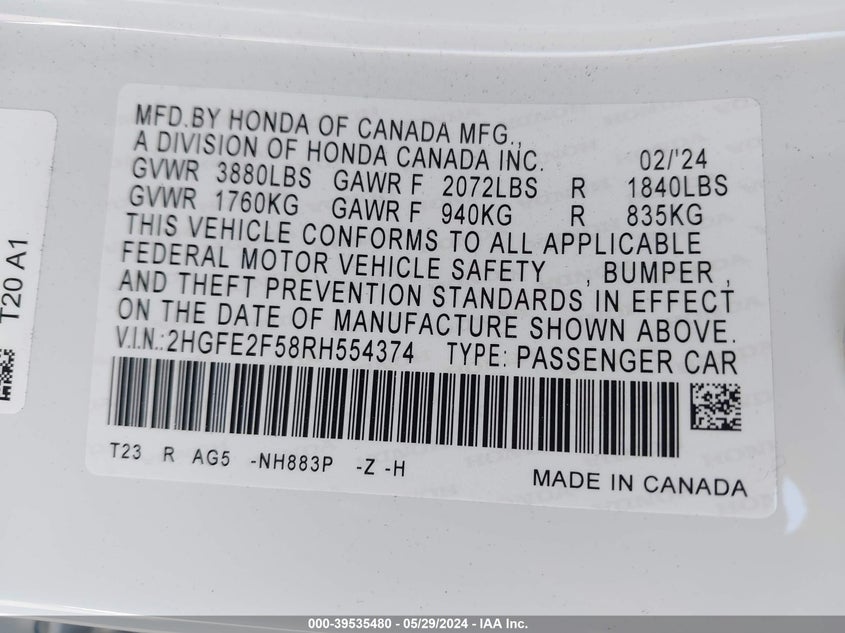 T20 A1
MFD.BY HONDA OF CANADA MFG.,
A DIVISION OF HONDA CANADA INC. 02/'24
GVWR 3880LBS GAWR F 2072LBS R 1840LBS
GVWR 1760KG GAWR F 940KG R 835KG
THIS VEHICLE CONFORMS TO ALL APPLICABLE
FEDERAL MOTOR VEHICLE SAFETY , BUMPER ,
AND THEFT PREVENTION STANDARDS IN EFFECT
ON THE DATE OF MANUFACTURE SHOWN ABOVE.
V.I.N.:2HGFE2F58RH554374 TYPE: PASSENGER CAR
T23 R AG5 -NH883P -Z -H
MADE IN CANADA
000-39535480 - 05/29/2024 - IAA Inc.